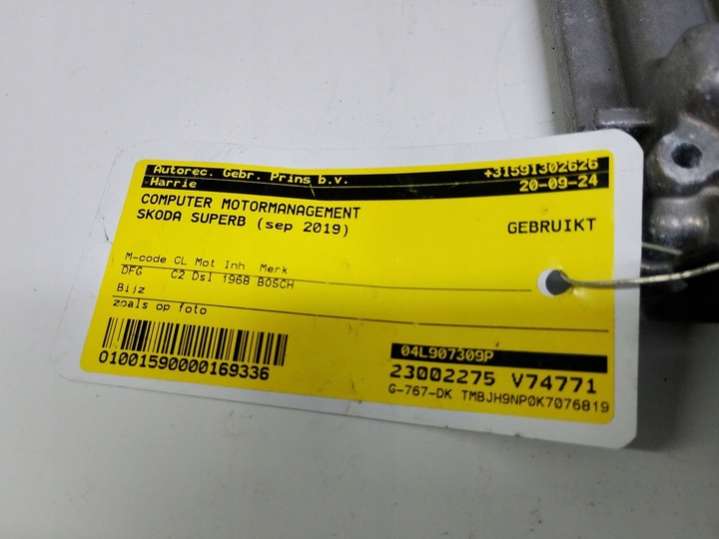 Autorec. Gebr. Prins b.v. +31591302626
Harrie 20-09-24
COMPUTER MOTORMANAGEMENT
SKODA SUPERB (sep 2019) GEBRUIKT
M-code CL Mot Inh Merk
DFG C2 Dsl 1968 BOSCH
Bijz
zoals op foto
04L907309P
01001590000169336
23002275 V74771
G-767-DK TMBJH9NP0K7076819